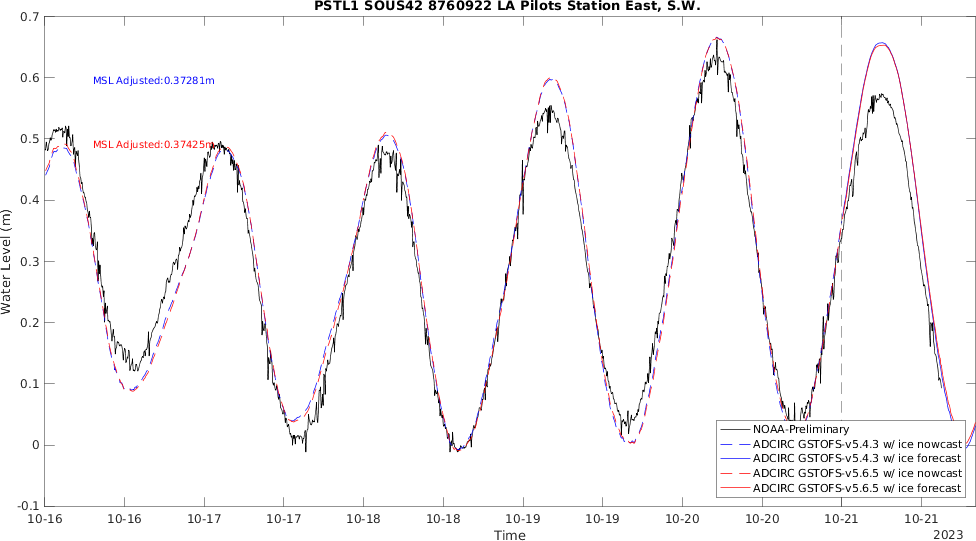 PSTL1 SOUS42 8760922 LA Pilots Station East, S.W.
0.7
0.6
0.5
0.4
0.3
0.2
0.1
0
-0.1
Water Level (m)
MSL Adjusted:0.37281m
MSL Adjusted:0.37425m
NOAA-Preliminary
ADCIRC GSTOFS-v5.4.3 w/ ice nowcast
ADCIRC GSTOFS-v5.4.3 w/ ice forecast
ADCIRC GSTOFS-v5.6.5 w/ ice nowcast
ADCIRC GSTOFS-v5.6.5 w/ ice forecast
10-16 10-16 10-17 10-17 10-18 10-18 10-19 10-19 10-20 10-20 10-21 10-21
Time
2023